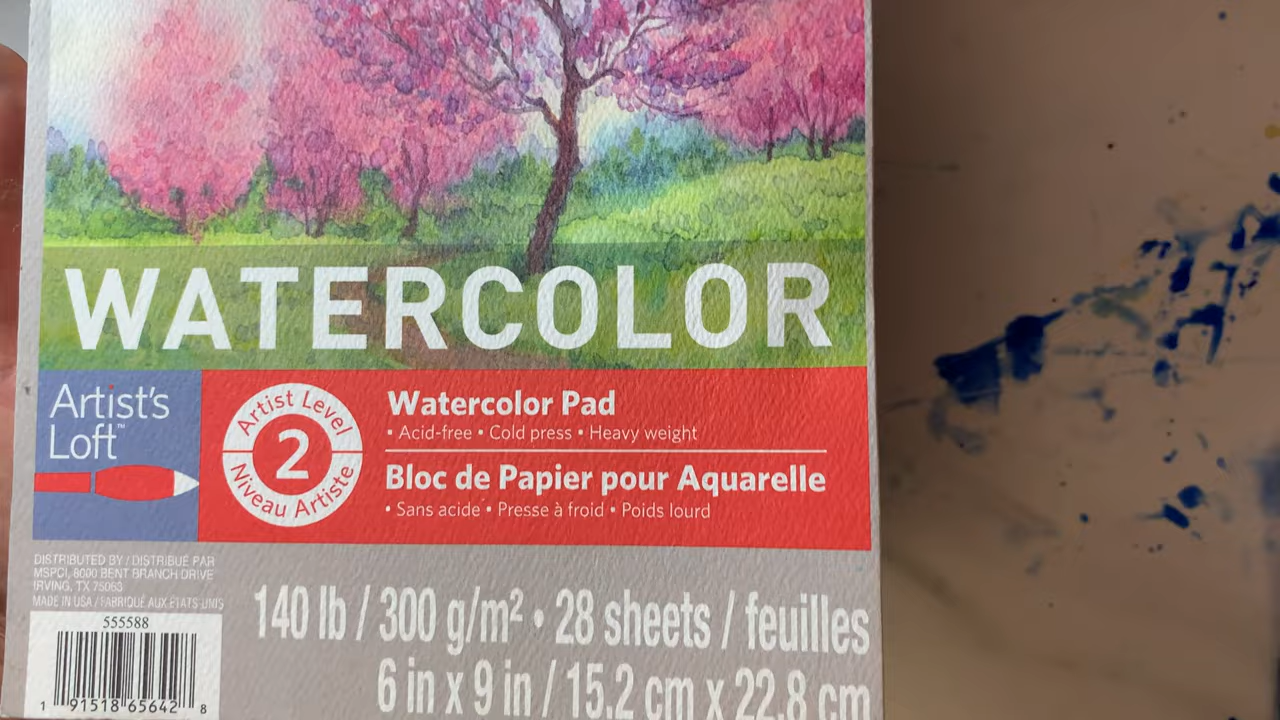 WATERCOLOR
Artist's
Loft™
Artist Level
2
Niveau Artiste
Watercolor Pad
• Acid-free • Cold press • Heavy weight
Bloc de Papier pour Aquarelle
• Sans acide • Presse à froid • Poids lourd
DISTRIBUTED BY / DISTRIBUÉ PAR
MSPCI, 8000 BENT BRANCH DRIVE
IRVING, TX 75063
MADE IN USA / FABRIQUÉ AUX ÉTATS-UNIS
140 lb / 300 g/m² • 28 sheets / feuilles
6 in x 9 in / 15.2 cm x 22.8 cm
555588
1 91518 65642 8